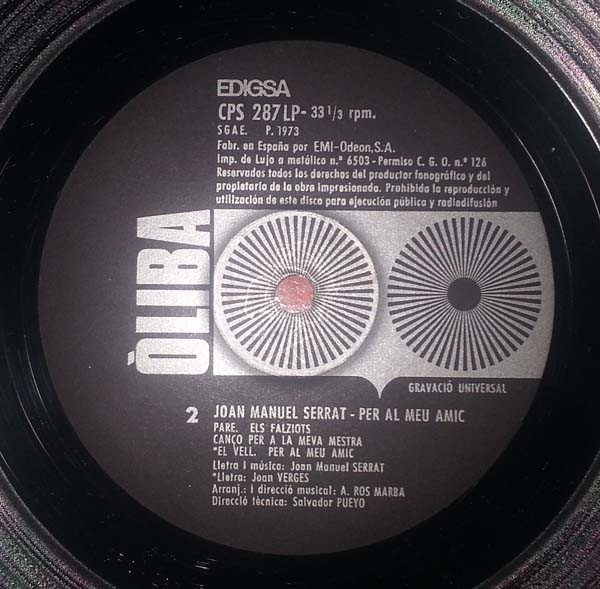 EDIGSA
CPS 287 LP - 33 1/3 rpm.
SGAE. P. 1973
Fabr. en España por EMI-Odeon, S.A.
Imp. de Lujo a metálico n.º 6503 - Permiso C. G. O. n.º 126
Reservados todos los derechos del productor fonográfico y del
propietario de la obra impresionada. Prohibida la reproducción y
utilización de este disco para ejecución pública y radiodifusión
ÒLIBA
GRAVACIÓ UNIVERSAL
2 JOAN MANUEL SERRAT - PER AL MEU AMIC
PARE. ELS FALZIOTS
CANÇO PER A LA MEVA MESTRA
*EL VELL. PER AL MEU AMIC
Lletra i música: Joan Manuel SERRAT
*Lletra: Joan VERGES
Arranj.: i direcció musical: A. ROS MARBA
Direcció tècnica: Salvador PUEYO